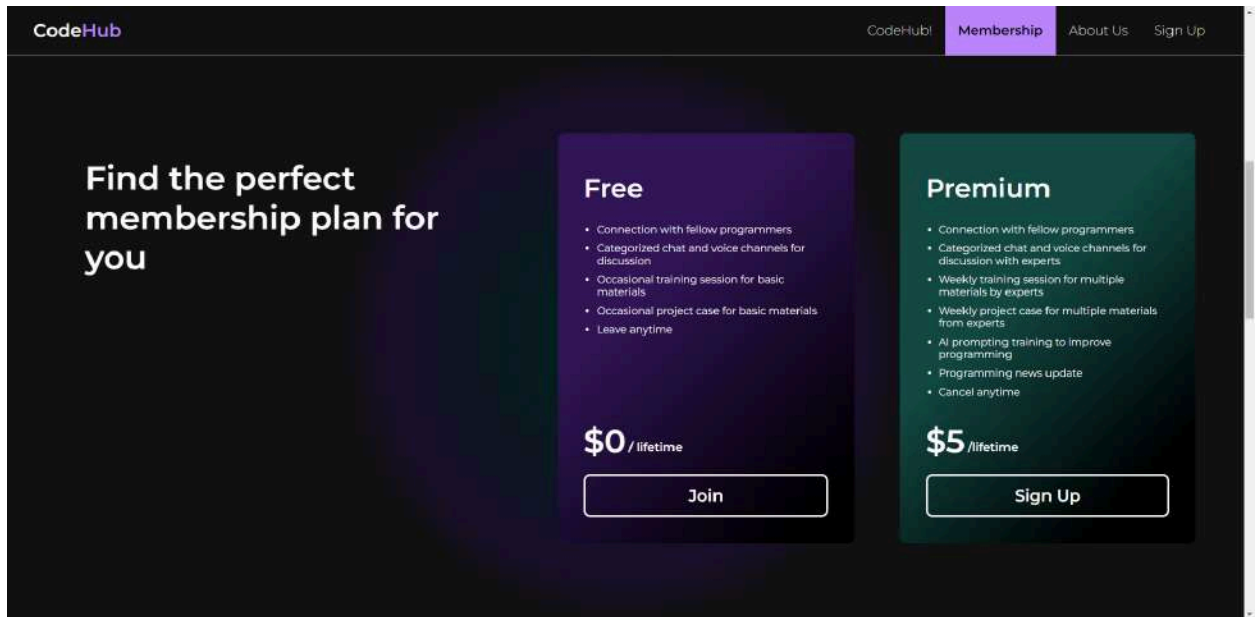 CodeHub
CodeHub!
Membership
About Us
Sign Up
Find the perfect
membership plan for
you
Free
• Connection with fellow programmers
• Categorized chat and voice channels for
discussion
• Occasional training session for basic
materials
• Occasional project case for basic materials
• Leave anytime
$0 / lifetime
Join
Premium
• Connection with fellow programmers
• Categorized chat and voice channels for
discussion with experts
• Weekly training session for multiple
materials by experts
• Weekly project case for multiple materials
from experts
• AI prompting training to improve
programming
• Programming news update
• Cancel anytime
$5 /lifetime
Sign Up